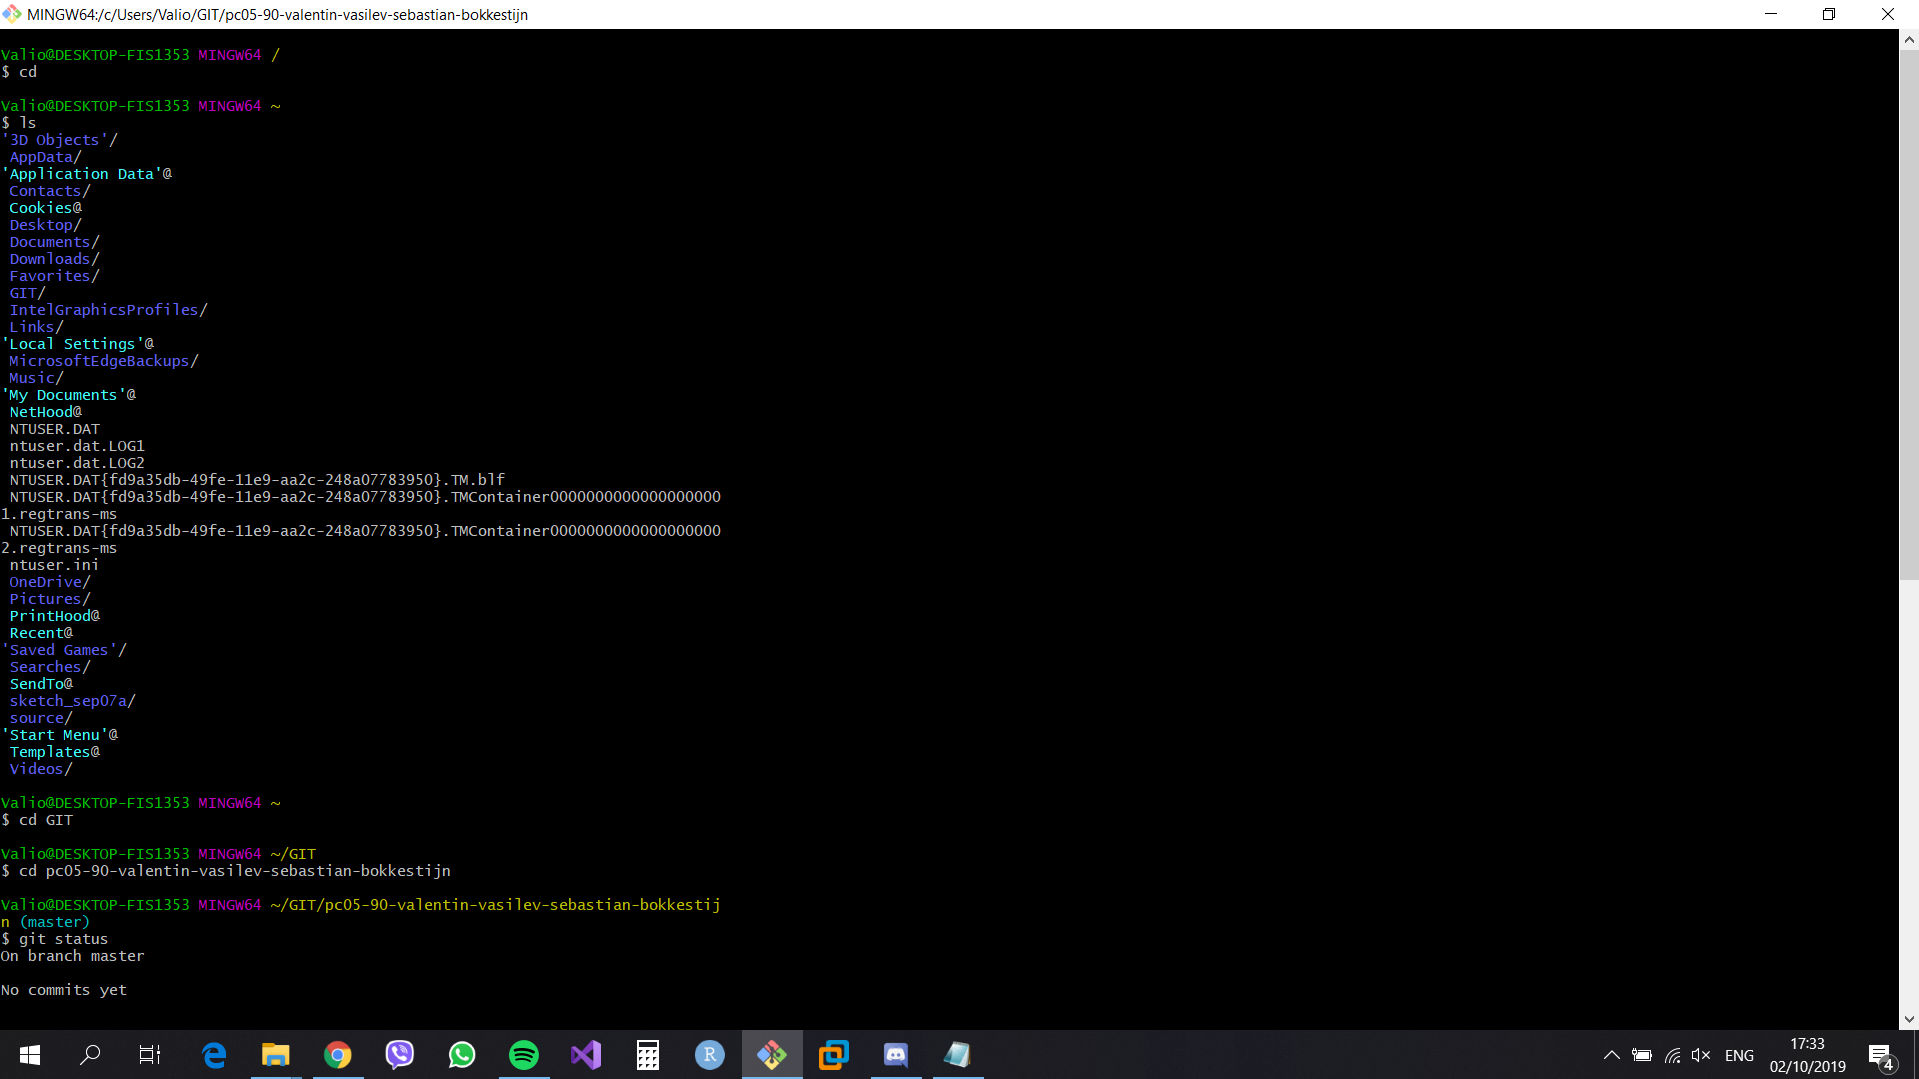 MINGW64:/c/Users/Valio/GIT/pc05-90-valentin-vasilev-sebastian-bokkestijn
Valio@DESKTOP-FIS1353 MINGW64 /
$ cd
Valio@DESKTOP-FIS1353 MINGW64 ~
$ ls
'3D Objects'/
AppData/
'Application Data'@
Contacts/
Cookies@
Desktop/
Documents/
Downloads/
Favorites/
GIT/
IntelGraphicsProfiles/
Links/
'Local Settings'@
MicrosoftEdgeBackups/
Music/
'My Documents'@
NetHood@
NTUSER.DAT
ntuser.dat.LOG1
ntuser.dat.LOG2
NTUSER.DAT{fd9a35db-49fe-11e9-aa2c-248a07783950}.TM.blf
NTUSER.DAT{fd9a35db-49fe-11e9-aa2c-248a07783950}.TMContainer0000000000000000000
1.regtrans-ms
NTUSER.DAT{fd9a35db-49fe-11e9-aa2c-248a07783950}.TMContainer0000000000000000000
2.regtrans-ms
ntuser.ini
OneDrive/
Pictures/
PrintHood@
Recent@
'Saved Games'/
Searches/
SendTo@
sketch_sep07a/
source/
'Start Menu'@
Templates@
Videos/
Valio@DESKTOP-FIS1353 MINGW64 ~
$ cd GIT
Valio@DESKTOP-FIS1353 MINGW64 ~/GIT
$ cd pc05-90-valentin-vasilev-sebastian-bokkestijn
Valio@DESKTOP-FIS1353 MINGW64 ~/GIT/pc05-90-valentin-vasilev-sebastian-bokkestij
n (master)
$ git status
On branch master
No commits yet
R
ENG
17:33
02/10/2019
4